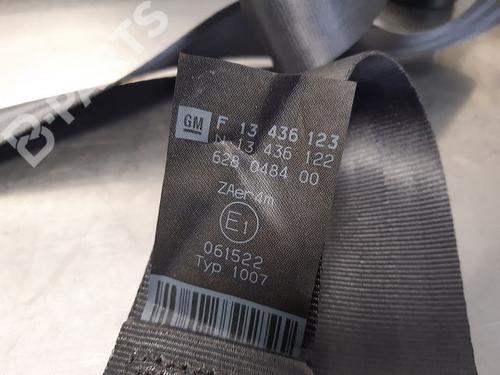 B-PARTS
GM F 13 436 123
N 13 436 122
628 0484 00
ZAer4m
E1
061522
Typ 1007